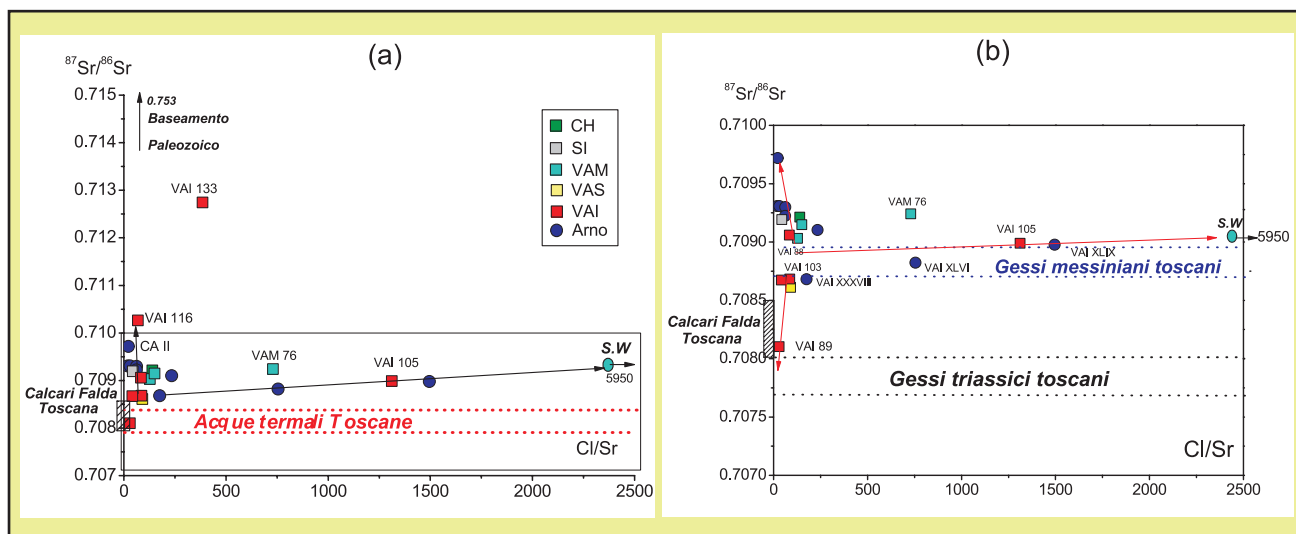 (a)
87Sr/86Sr
0.715
0.714
0.713
0.712
0.711
0.710
0.709
0.708
0.707
0.753
Baseamento
Paleozoico
VAI 133
CH
SI
VAM
VAS
VAI
Arno
VAI 116
CA II
VAM 76
VAI 105
S.W
5950
Calcari Falda
Toscana
Acque termali Toscane
Cl/Sr
0
500
1000
1500
2000
2500
(b)
87Sr/86Sr
0.7100
0.7095
0.7090
0.7085
0.7080
0.7075
0.7070
VAM 76
VAI 105
S.W
5950
VAI 88
VAI XLIX
VAI 103
VAI XLVI
Gessi messiniani toscani
VAI XXXVIII
Calcari Falda
Toscana
VAI 89
Gessi triassici toscani
Cl/Sr
0
500
1000
1500
2000
2500